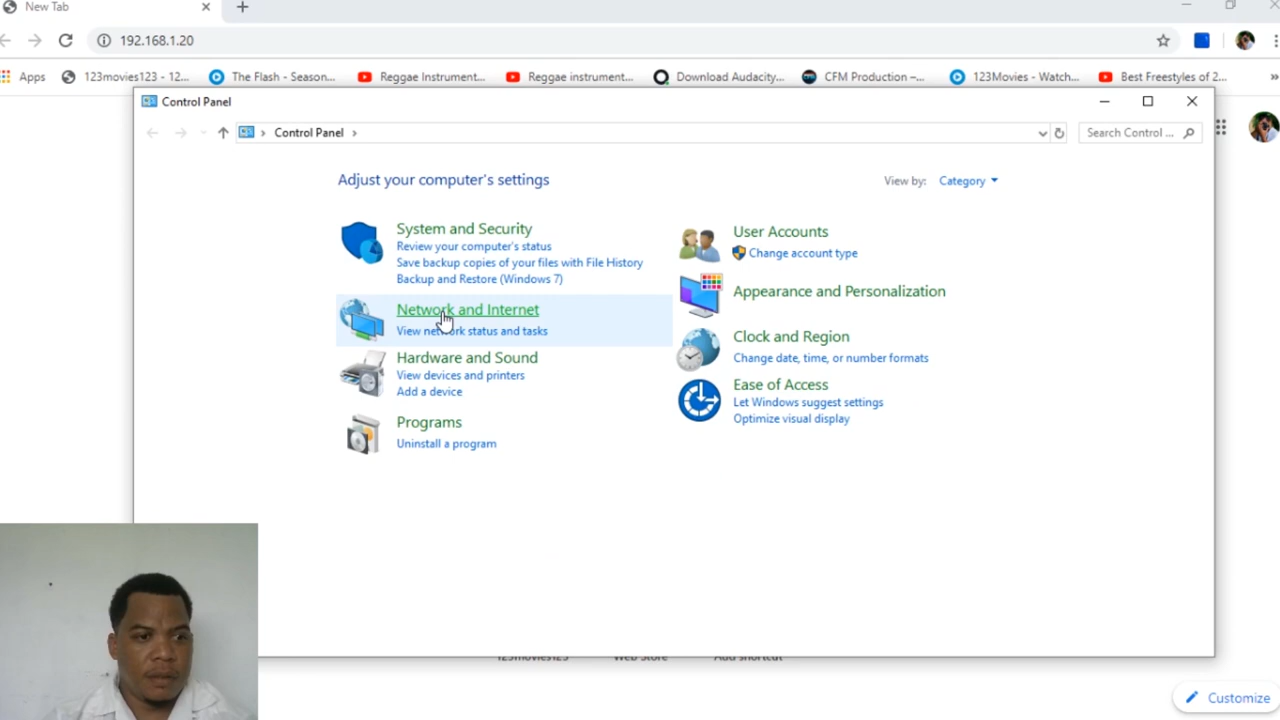 New Tab
192.168.1.20
Apps 123movies123 - 12... The Flash - Season... Reggae Instrument... Reggae instrument... Download Audacity... CFM Production –... 123Movies - Watch... Best Freestyles of 2... »
Control Panel
Control Panel
Search Control ...
Adjust your computer's settings
View by: Category
System and Security
Review your computer's status
Save backup copies of your files with File History
Backup and Restore (Windows 7)
Network and Internet
View network status and tasks
Hardware and Sound
View devices and printers
Add a device
Programs
Uninstall a program
User Accounts
Change account type
Appearance and Personalization
Clock and Region
Change date, time, or number formats
Ease of Access
Let Windows suggest settings
Optimize visual display
123movies123 Web Store Add shortcut
Customize